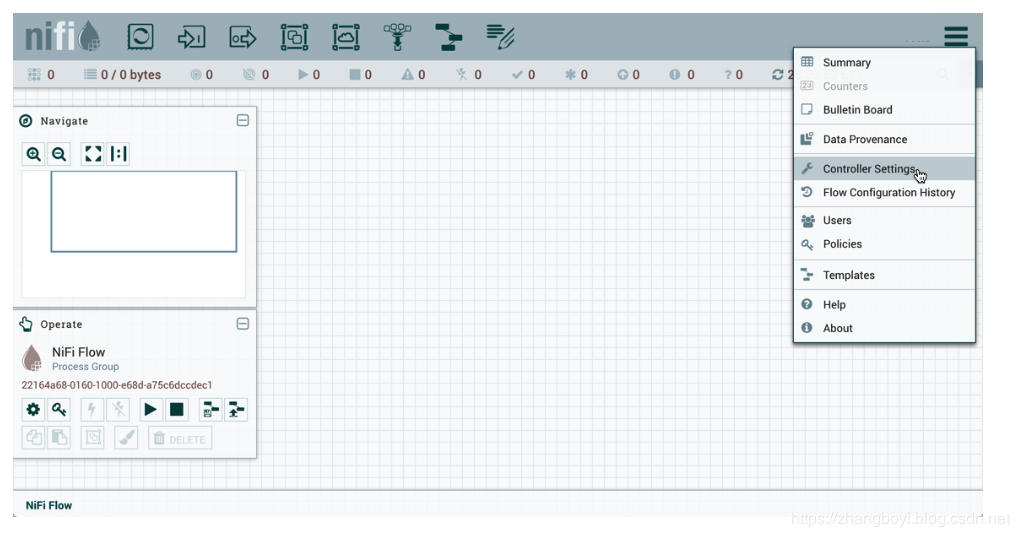 nifi
0 0 / 0 bytes 0 0 0 0 0 0 0 0 0 0 0 2
Summary
Counters
Bulletin Board
Data Provenance
Controller Settings
Flow Configuration History
Users
Policies
Templates
Help
About
Navigate
Operate
NiFi Flow
Process Group
22164a68-0160-1000-e68d-a75c6dccdec1
DELETE
NiFi Flow
https://zhangboyi.blog.csdn.net